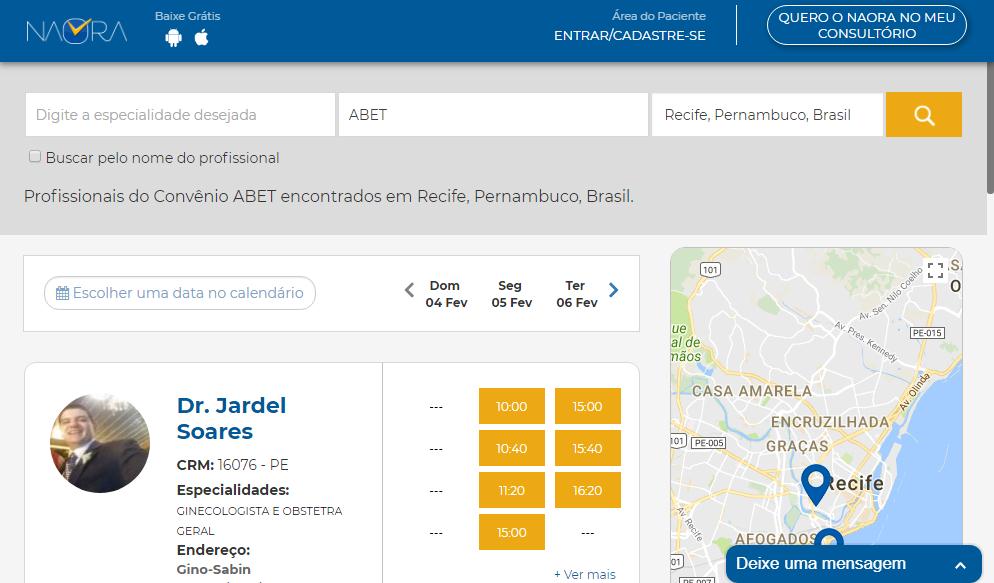 NAORA
Baixe Grátis
Área do Paciente
ENTRAR/CADASTRE-SE
QUERO O NAORA NO MEU
CONSULTÓRIO
Digite a especialidade desejada
ABET
Recife, Pernambuco, Brasil
Buscar pelo nome do profissional
Profissionais do Convênio ABET encontrados em Recife, Pernambuco, Brasil.
Escolher uma data no calendário
Dom Seg Ter
04 Fev 05 Fev 06 Fev
Dr. Jardel
Soares
CRM: 16076 - PE
Especialidades:
GINECOLOGISTA E OBSTETRA
GERAL
Endereço:
Gino-Sabin
--- 10:00 15:00
--- 10:40 15:40
--- 11:20 16:20
--- 15:00 ---
+ Ver mais
101
Av. Sen. Nilo Coelho
PE-015
Av. Pres. Kennedy
ue
al de
mãos
CASA AMARELA
Av. Olinda
ENCRUZILHADA
101
PE-005
GRAÇAS
Recife
AFOGADOS
Av. Recife
101
PE-007
Deixe uma mensagem